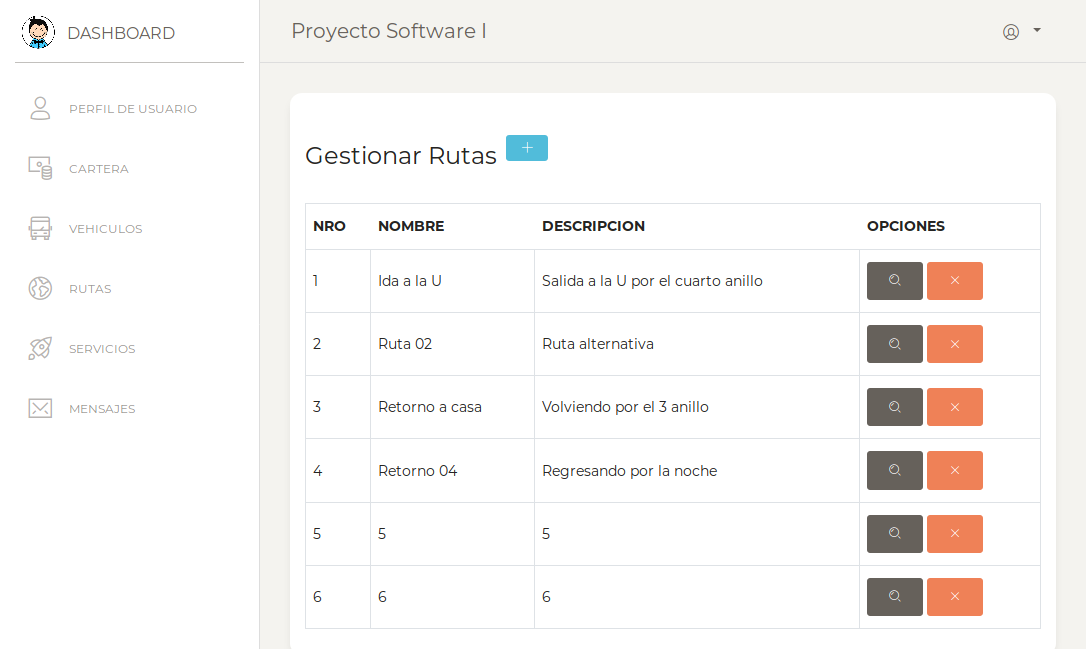 DASHBOARD
Proyecto Software I
PERFIL DE USUARIO
CARTERA
VEHICULOS
RUTAS
SERVICIOS
MENSAJES
Gestionar Rutas +
NRO NOMBRE DESCRIPCION OPCIONES
1 Ida a la U Salida a la U por el cuarto anillo
2 Ruta 02 Ruta alternativa
3 Retorno a casa Volviendo por el 3 anillo
4 Retorno 04 Regresando por la noche
5 5 5
6 6 6